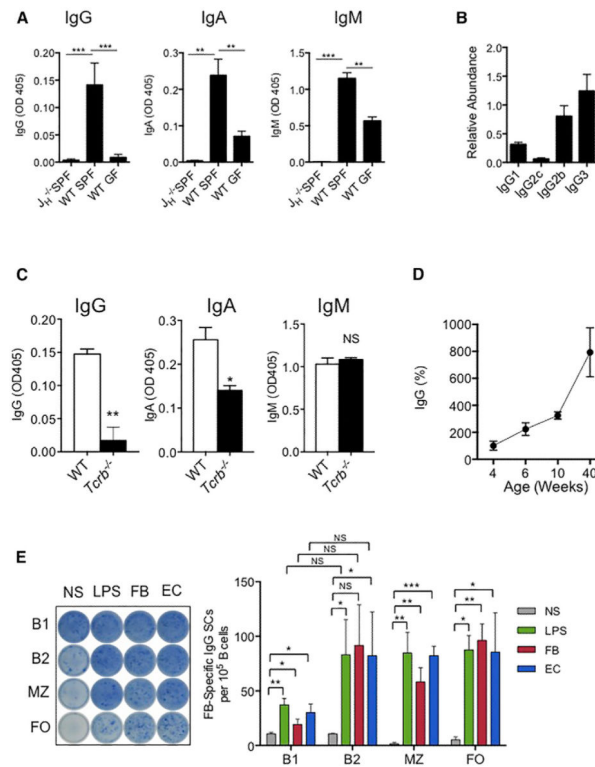 A
IgG
IgA
IgM
*** ***
** **
*** **
IgG (OD 405)
0.20
0.15
0.10
0.05
0.00
JH-/-SPF
WT SPF
WT GF
IgA (OD 405)
0.3
0.2
0.1
0.0
JH-/-SPF
WT SPF
WT GF
IgM (OD 405)
1.5
1.0
0.5
0.0
JH-/-SPF
WT SPF
WT GF
B
Relative Abundance
2.0
1.5
1.0
0.5
0.0
IgG1
IgG2c
IgG2b
IgG3
C
IgG
IgG (OD405)
0.20
0.15
0.10
0.05
0.00
**
WT
Tcrb-/-
IgA
IgA (OD 405)
0.3
0.2
0.1
0.0
*
WT
Tcrb-/-
IgM
IgM (OD405)
1.5
1.0
0.5
0.0
NS
WT
Tcrb-/-
D
IgG (%)
1000
800
600
400
200
0
4 6 10 40
Age (Weeks)
E
NS LPS FB EC
B1
B2
MZ
FO
FB-Specific IgG SCs
per 10^5 B cells
150
100
50
0
NS
NS
NS
*
*
**
*
NS
*
***
**
**
*
**
*
B1 B2 MZ FO
NS
LPS
FB
EC